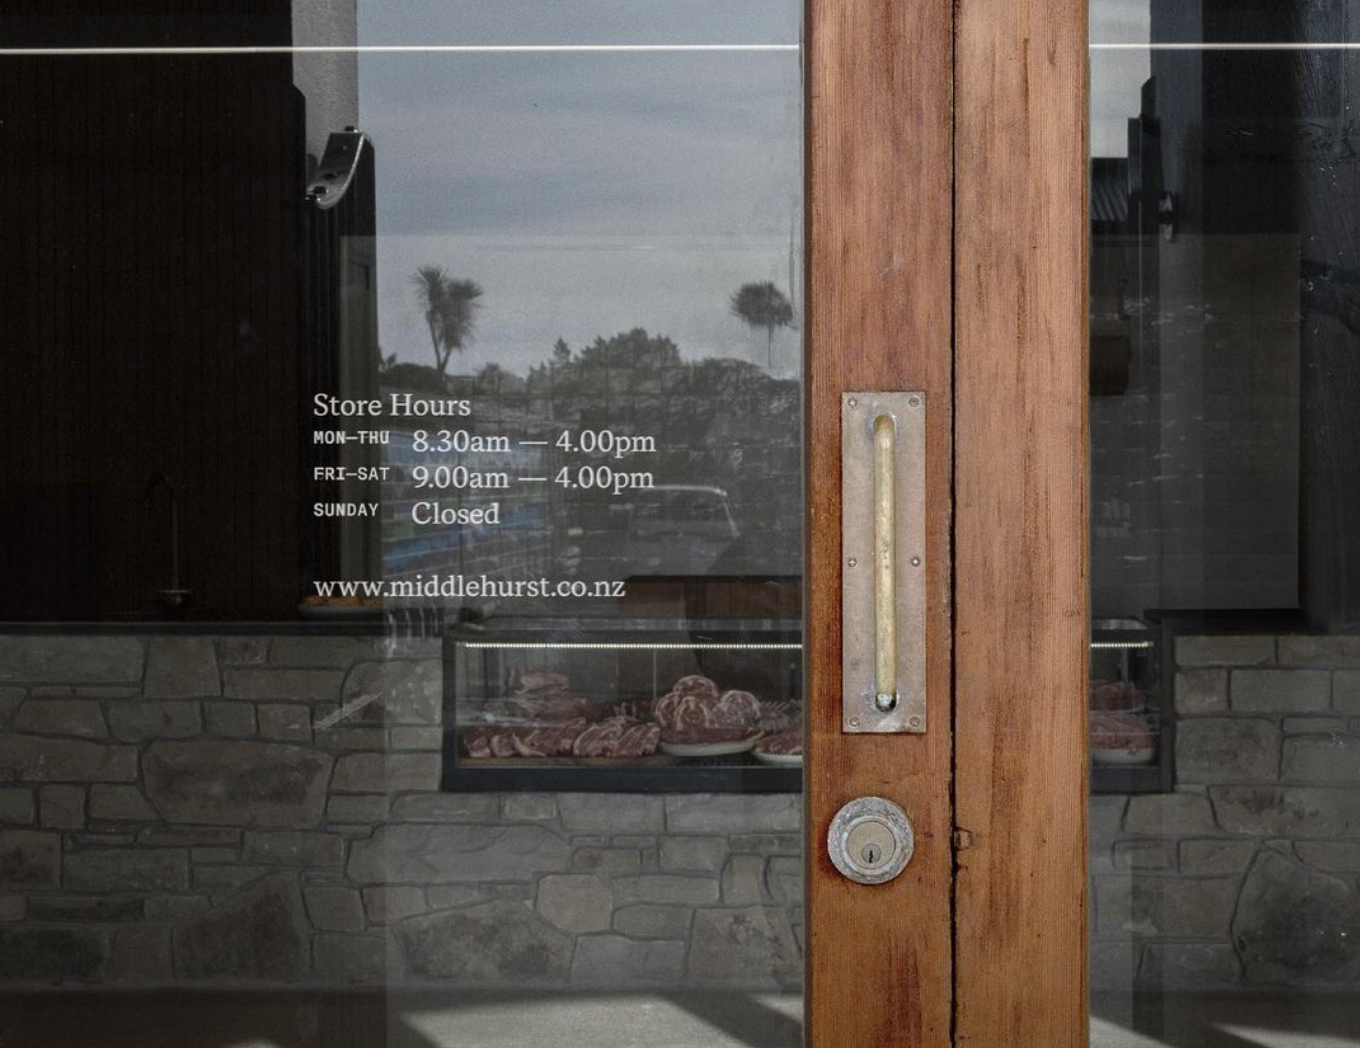 Store Hours
MON–THU 8.30am — 4.00pm
FRI–SAT 9.00am — 4.00pm
SUNDAY Closed
www.middlehurst.co.nz